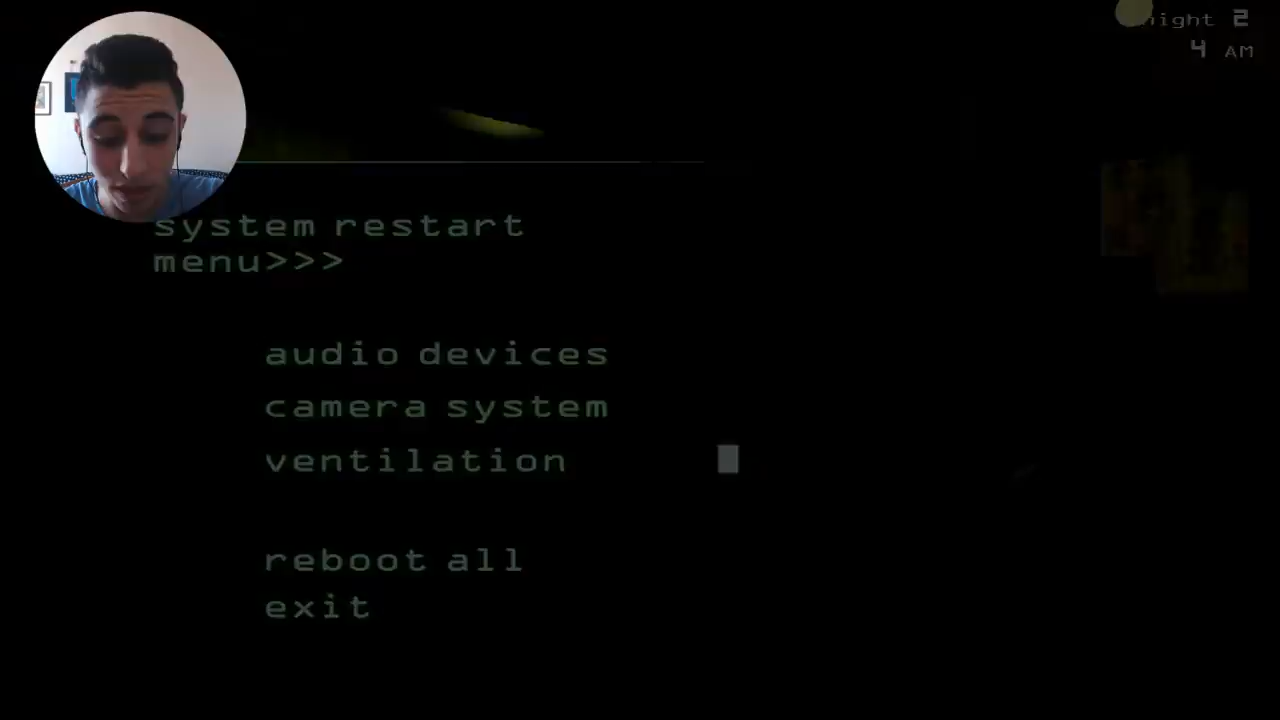 night 2
4 AM
system restart
menu>>>
audio devices
camera system
ventilation
reboot all
exit